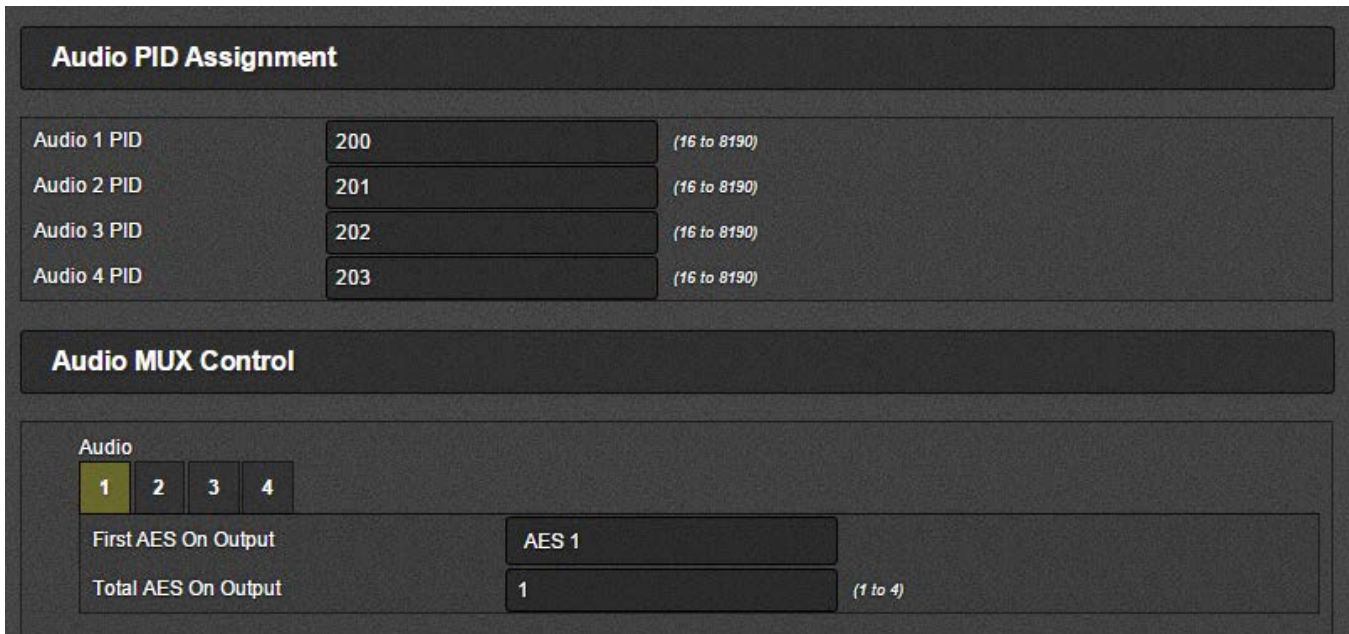 Audio PID Assignment
Audio 1 PID 200 (16 to 8190)
Audio 2 PID 201 (16 to 8190)
Audio 3 PID 202 (16 to 8190)
Audio 4 PID 203 (16 to 8190)
Audio MUX Control
Audio
1 2 3 4
First AES On Output AES 1
Total AES On Output 1 (1 to 4)